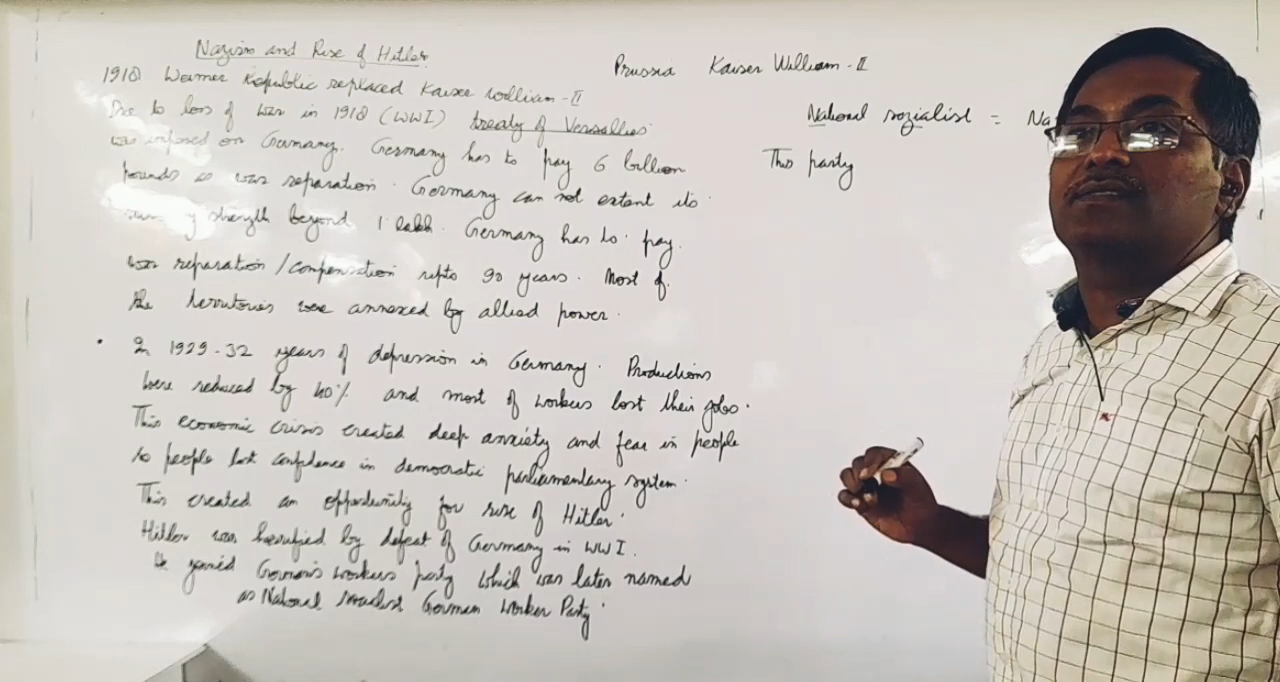 Nazism and Rise of Hitler
1918 Weimer Republic replaced Kaiser William-II
Due to loss of war in 1918 (WWI) treaty of Versallies
was imposed on Germany. Germany has to pay 6 billion
pounds as war reparation. Germany can not extent its
strength beyond 1 lakh. Germany has to pay
war reparation / compensation upto 90 years. Most of
the territories were annexed by allied power.
• In 1929-32 years of depression in Germany. Productions
were reduced by 40% and most of workers lost their jobs.
This economic crisis created deep anxiety and fear in people
so people lost confidence in democratic parliamentary system.
This created an opportunity for rise of Hitler.
Hitler was horrified by defeat of Germany in WWI.
He joined workers party which was later named
as National Socialist German Worker Party.
Prussia Kaiser William-II
National sozialist = Na
This party